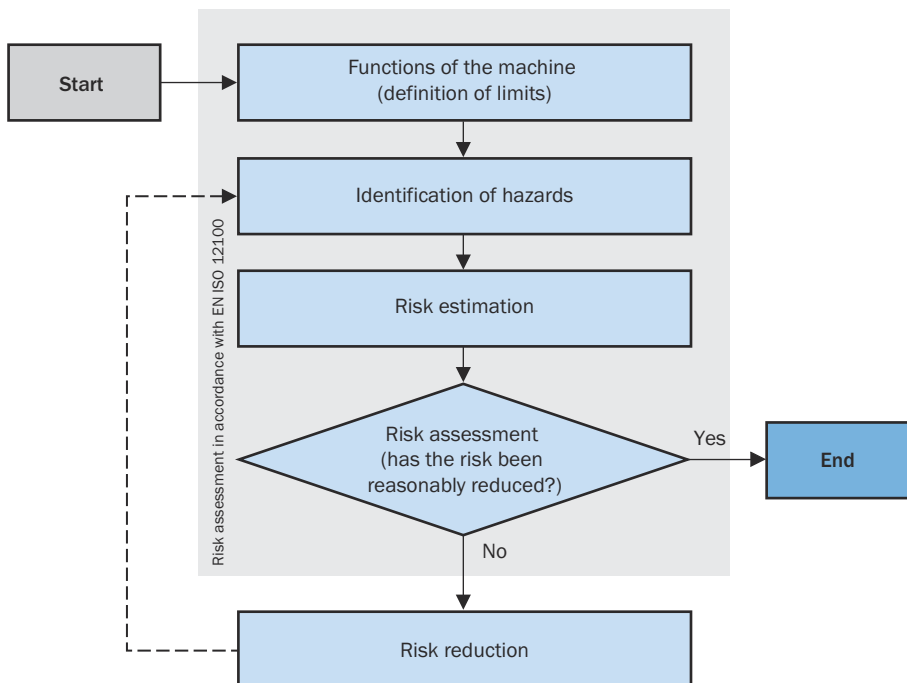 Start
Functions of the machine
(definition of limits)
Identification of hazards
Risk assessment in accordance with EN ISO 12100
Risk estimation
Risk assessment
(has the risk been
reasonably reduced?)
Yes
End
No
Risk reduction